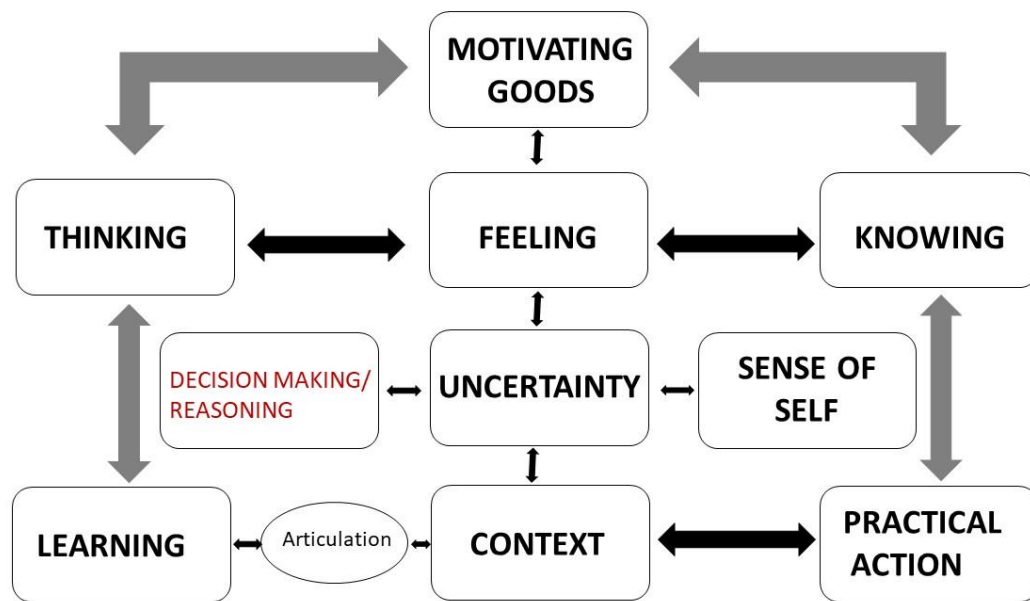 MOTIVATING
GOODS
THINKING
FEELING
KNOWING
DECISION MAKING/
REASONING
UNCERTAINTY
SENSE OF
SELF
LEARNING
Articulation
CONTEXT
PRACTICAL
ACTION